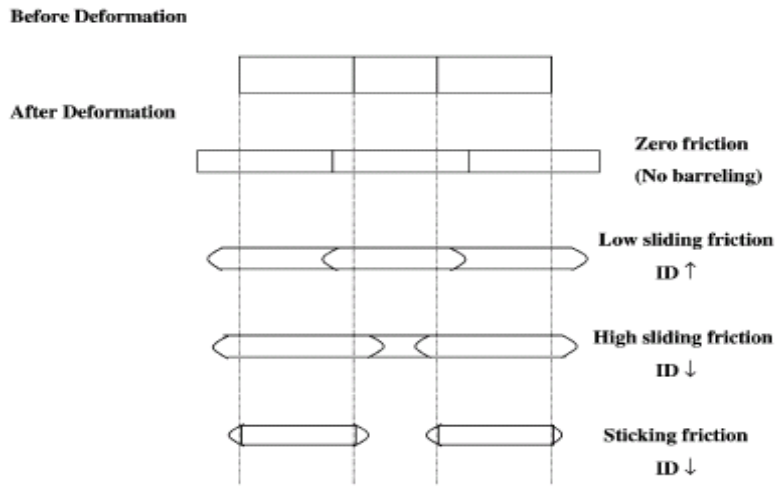 Before Deformation
After Deformation
Zero friction
(No barreling)
Low sliding friction
ID ↑
High sliding friction
ID ↓
Sticking friction
ID ↓